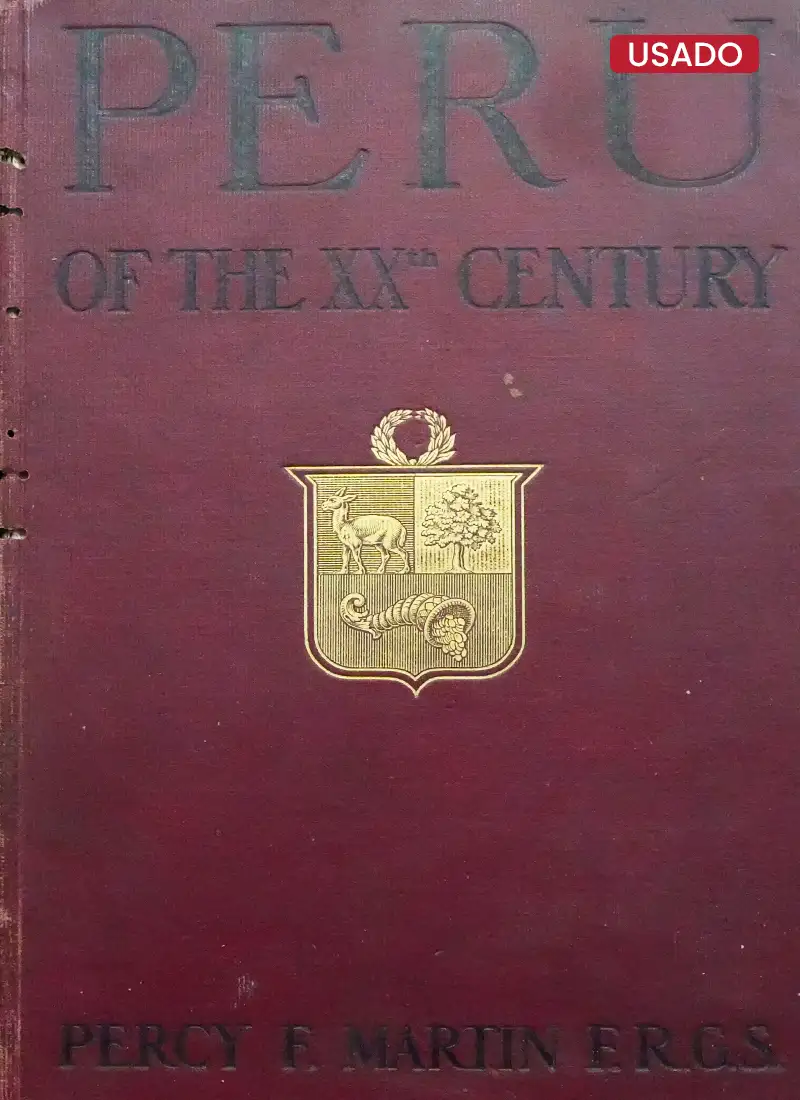 PERU
USADO
OF THE XXth CENTURY
PERCY F. MARTIN F.R.G.S.